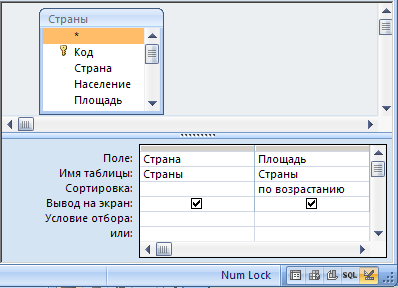 Страны
*
Код
Страна
Население
Площадь
Поле: Страна Площадь
Имя таблицы: Страны Страны
Сортировка: по возрастанию
Вывод на экран:
Условие отбора:
или:
Num Lock SQL